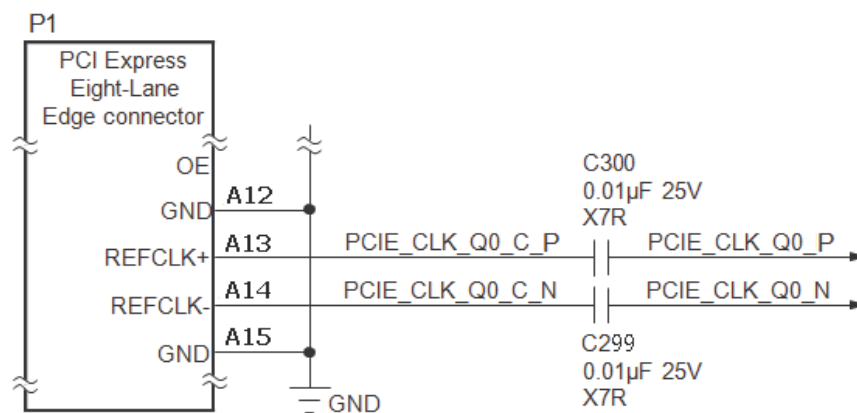 P1
PCI Express
Eight-Lane
Edge connector
OE
GND A12
REFCLK+ A13 PCIE_CLK_Q0_C_P PCIE_CLK_Q0_P
C300
0.01µF 25V
X7R
REFCLK- A14 PCIE_CLK_Q0_C_N PCIE_CLK_Q0_N
C299
0.01µF 25V
X7R
GND A15
GND